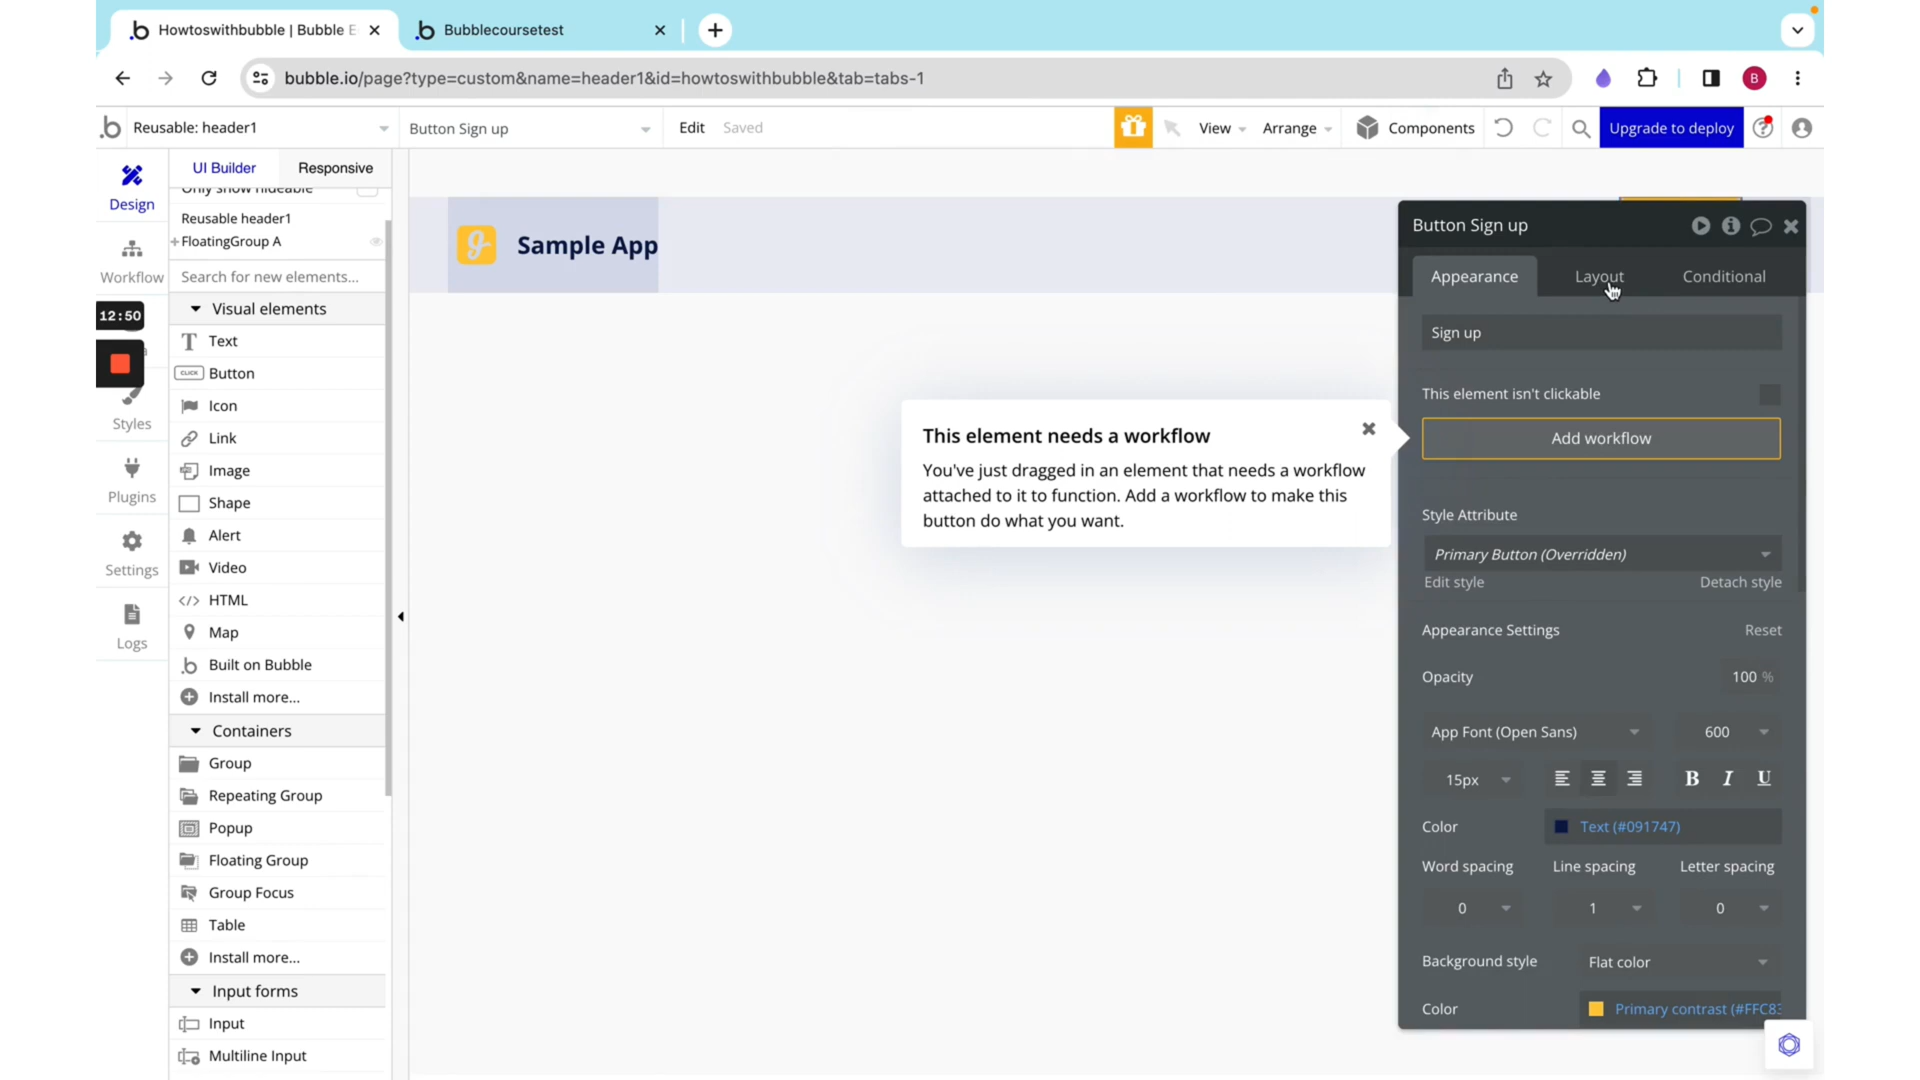 Howtoswithbubble | Bubble E
Bubblecoursetest
bubble.io/page?type=custom&name=header1&id=howtoswithbubble&tab=tabs-1
B
Reusable: header1
Button Sign up
Edit
Saved
View
Arrange
Components
Upgrade to deploy
UI Builder
Responsive
Only show hideable
Reusable header1
FloatingGroup A
Search for new elements...
Design
Workflow
12:50
Styles
Plugins
Settings
Logs
Visual elements
Text
CLICK Button
Icon
Link
Image
Shape
Alert
Video
HTML
Map
Built on Bubble
Install more...
Containers
Group
Repeating Group
Popup
Floating Group
Group Focus
Table
Install more...
Input forms
Input
Multiline Input
Sample App
This element needs a workflow
You've just dragged in an element that needs a workflow
attached to it to function. Add a workflow to make this
button do what you want.
Button Sign up
Appearance
Layout
Conditional
Sign up
This element isn't clickable
Add workflow
Style Attribute
Primary Button (Overridden)
Edit style
Detach style
Appearance Settings
Reset
Opacity
100 %
App Font (Open Sans)
600
15px
B I U
Color
Text (#091747)
Word spacing
Line spacing
Letter spacing
0
1
0
Background style
Flat color
Color
Primary contrast (#FFC83